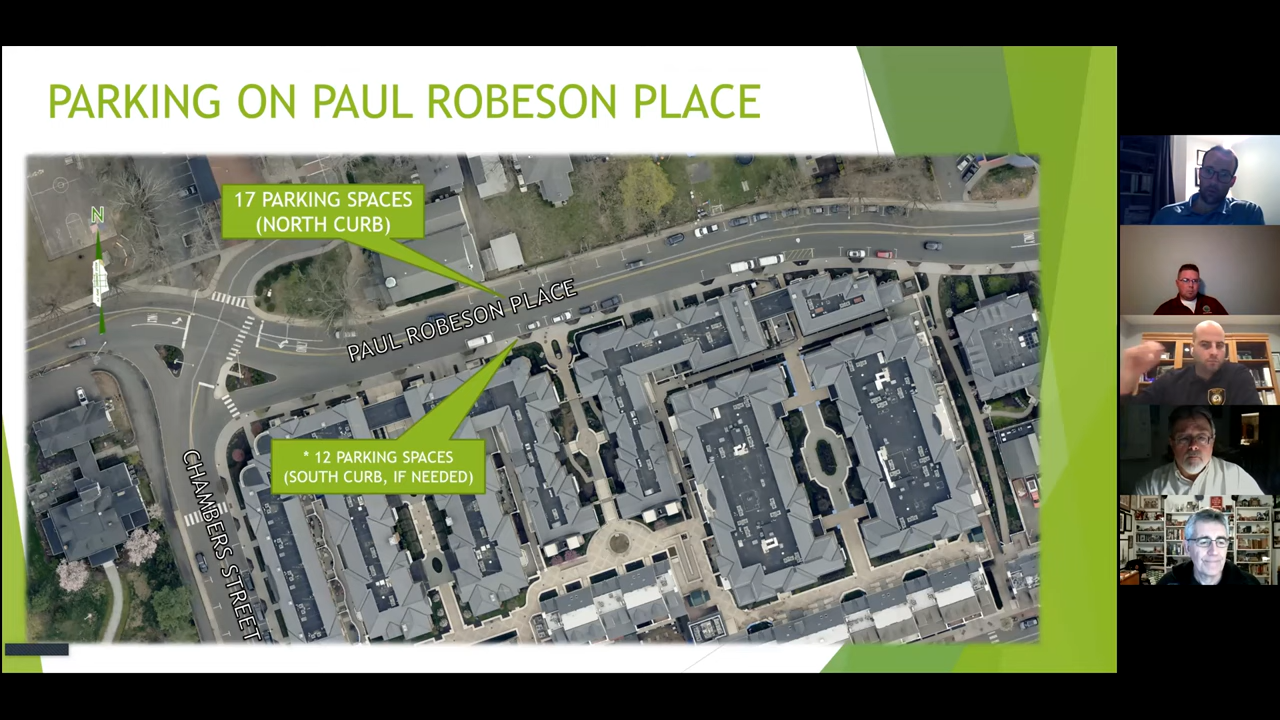 PARKING ON PAUL ROBESON PLACE
17 PARKING SPACES
(NORTH CURB)
N
PAUL ROBESON PLACE
* 12 PARKING SPACES
(SOUTH CURB, IF NEEDED)
CHAMBERS STREET